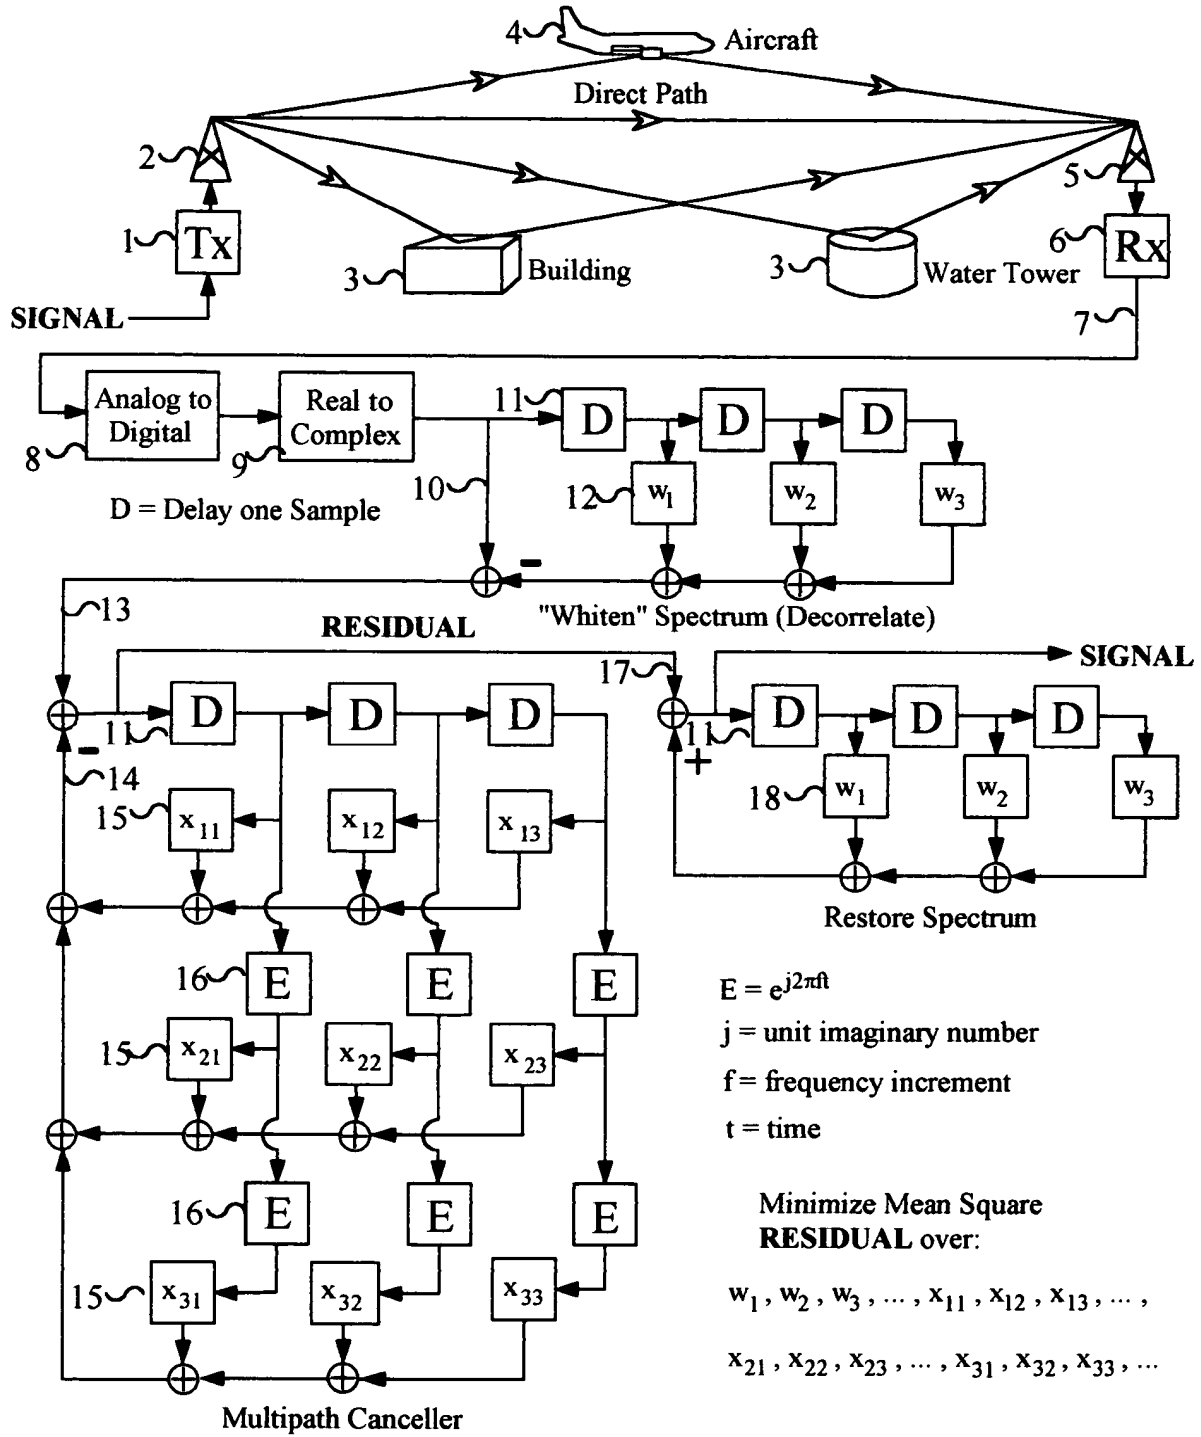 4 Aircraft
Direct Path
2
5
1 Tx
6 Rx
3 Building
3 Water Tower
SIGNAL
7
Analog to Digital
8
Real to Complex
9
11 D D D
10
12 w1 w2 w3
D = Delay one Sample
-
13
"Whiten" Spectrum (Decorrelate)
RESIDUAL
17
SIGNAL
11 D D D
-
14
11 D D D
+
15 x11 x12 x13
18 w1 w2 w3
Restore Spectrum
16 E E E
E = e^j2πft
j = unit imaginary number
f = frequency increment
t = time
15 x21 x22 x23
16 E E E
Minimize Mean Square
RESIDUAL over:
15 x31 x32 x33
w1 , w2 , w3 , ... , x11 , x12 , x13 , ... ,
x21 , x22 , x23 , ... , x31 , x32 , x33 , ...
Multipath Canceller